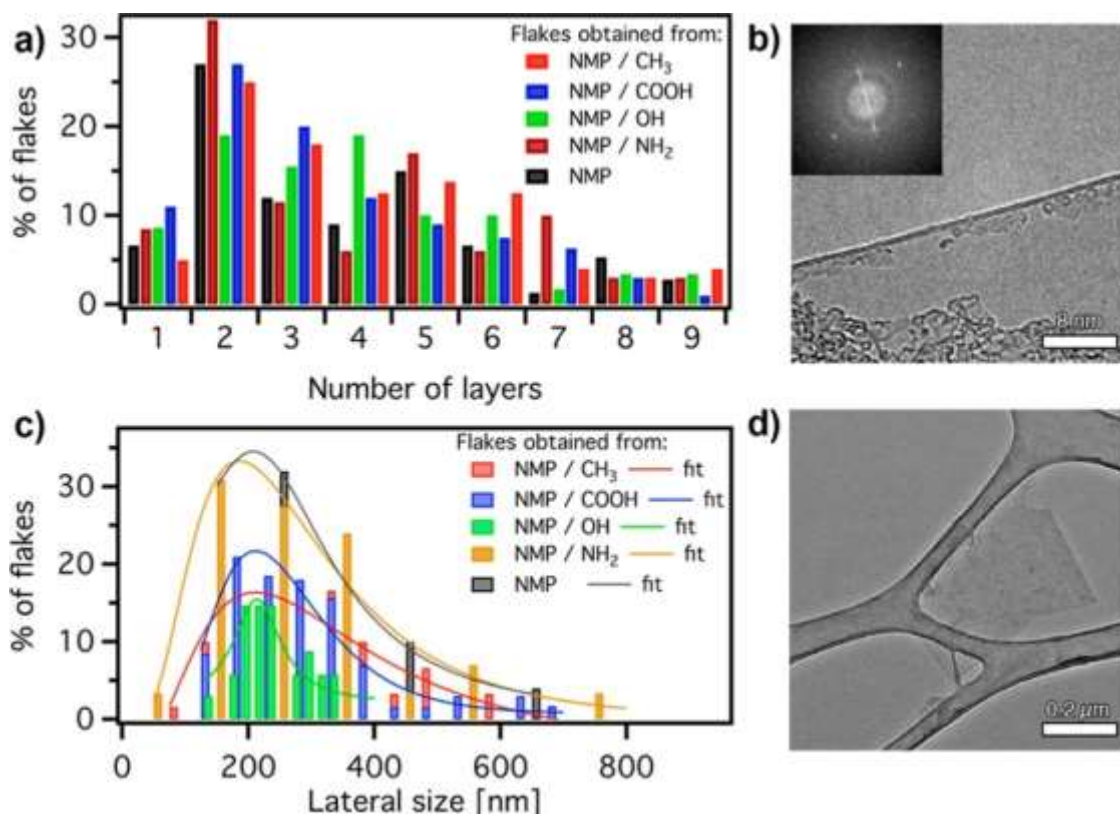 a)
30
20
10
0
% of flakes
Flakes obtained from:
NMP / CH₃
NMP / COOH
NMP / OH
NMP / NH₂
NMP
1 2 3 4 5 6 7 8 9
Number of layers
b)
8 nm
c)
30
20
10
0
% of flakes
Flakes obtained from:
NMP / CH₃ fit
NMP / COOH fit
NMP / OH fit
NMP / NH₂ fit
NMP fit
0 200 400 600 800
Lateral size [nm]
d)
0.2 µm